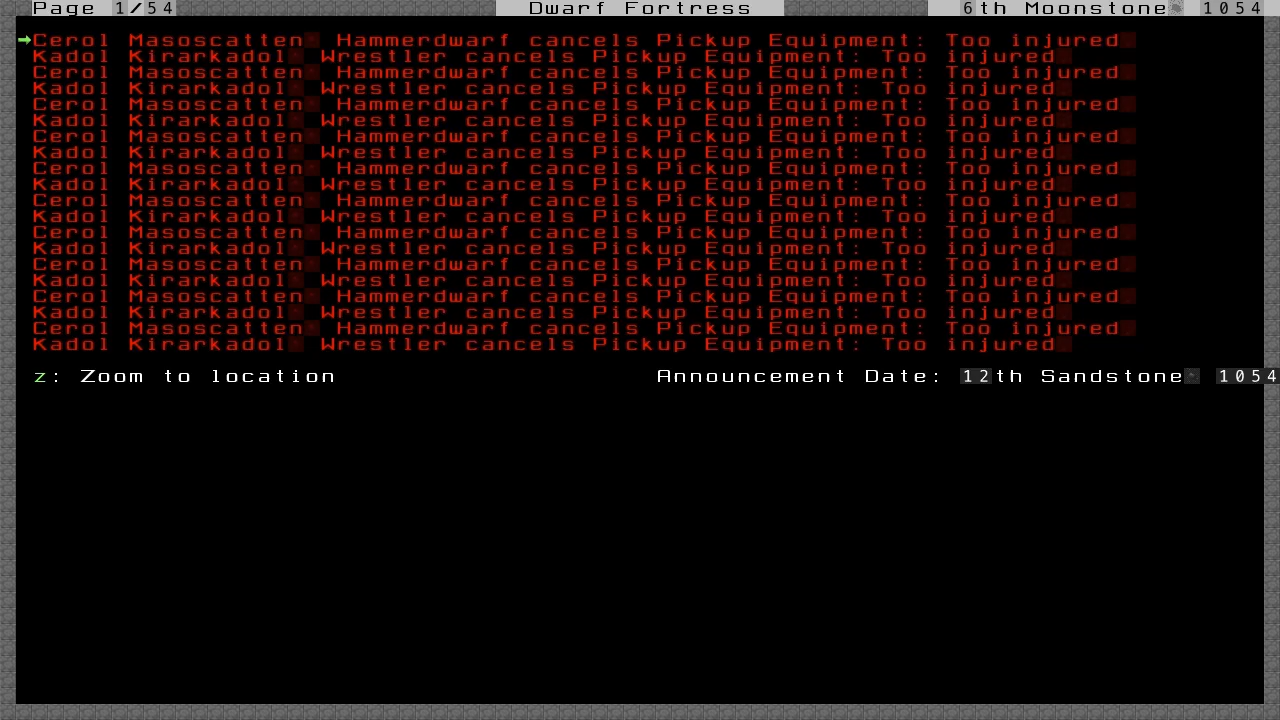 Page 1/54 Dwarf Fortress 6th Moonstone, 1054
Cerol Masoscatten, Hammerdwarf cancels Pickup Equipment: Too injured.
Kadol Kirarkadol, Wrestler cancels Pickup Equipment: Too injured.
Cerol Masoscatten, Hammerdwarf cancels Pickup Equipment: Too injured.
Kadol Kirarkadol, Wrestler cancels Pickup Equipment: Too injured.
Cerol Masoscatten, Hammerdwarf cancels Pickup Equipment: Too injured.
Kadol Kirarkadol, Wrestler cancels Pickup Equipment: Too injured.
Cerol Masoscatten, Hammerdwarf cancels Pickup Equipment: Too injured.
Kadol Kirarkadol, Wrestler cancels Pickup Equipment: Too injured.
Cerol Masoscatten, Hammerdwarf cancels Pickup Equipment: Too injured.
Kadol Kirarkadol, Wrestler cancels Pickup Equipment: Too injured.
Cerol Masoscatten, Hammerdwarf cancels Pickup Equipment: Too injured.
Kadol Kirarkadol, Wrestler cancels Pickup Equipment: Too injured.
Cerol Masoscatten, Hammerdwarf cancels Pickup Equipment: Too injured.
Kadol Kirarkadol, Wrestler cancels Pickup Equipment: Too injured.
Cerol Masoscatten, Hammerdwarf cancels Pickup Equipment: Too injured.
Kadol Kirarkadol, Wrestler cancels Pickup Equipment: Too injured.
Cerol Masoscatten, Hammerdwarf cancels Pickup Equipment: Too injured.
Kadol Kirarkadol, Wrestler cancels Pickup Equipment: Too injured.
Cerol Masoscatten, Hammerdwarf cancels Pickup Equipment: Too injured.
Kadol Kirarkadol, Wrestler cancels Pickup Equipment: Too injured.
z: Zoom to location Announcement Date: 12th Sandstone, 1054